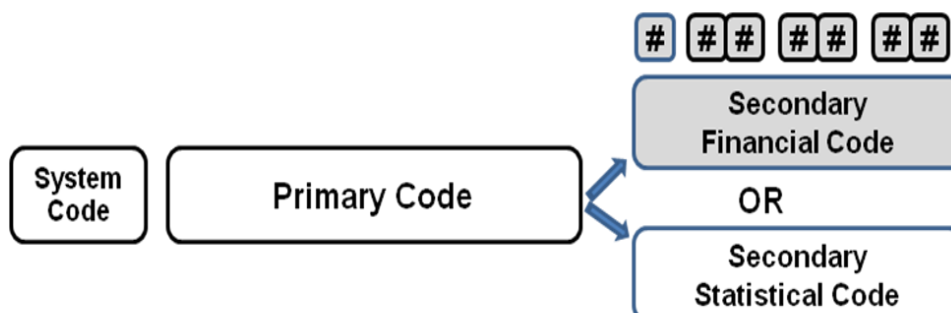 # ## ## ##
Secondary
Financial Code
System
Code
Primary Code
OR
Secondary
Statistical Code